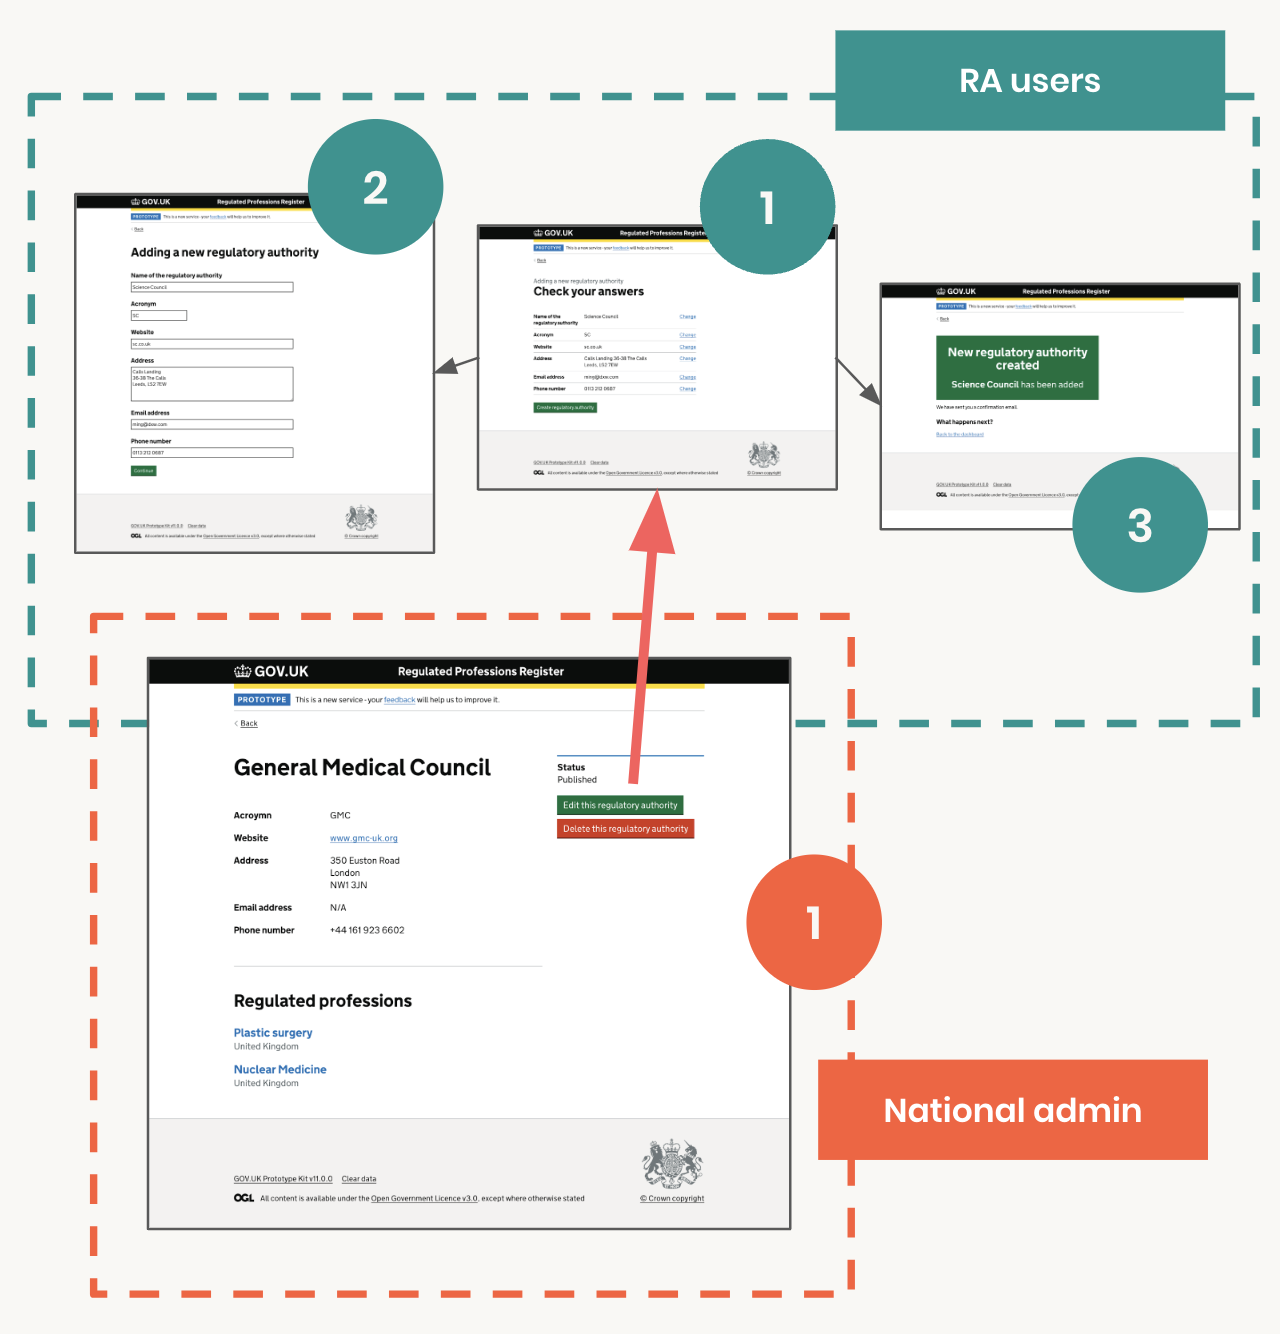 RA users
2
GOV.UK Regulated Professions Register
PROTOTYPE This is a new service - your feedback will help us to improve it.
< Back
Adding a new regulatory authority
Name of the regulatory authority
Science Council
Acronym
SC
Website
sc.co.uk
Address
Calls Landing
36-38 The Calls
Leeds, LS2 7EW
Email address
ming@dxw.com
Phone number
0113 212 0687
Continue
GOV.UK Prototype Kit v11.0.0 Clear data
OGL All content is available under the Open Government Licence v3.0, except where otherwise stated
© Crown copyright
1
GOV.UK Regulated Professions Register
PROTOTYPE This is a new service - your feedback will help us to improve it.
< Back
Adding a new regulatory authority
Check your answers
Name of the regulatory authority Science Council Change
Acronym SC Change
Website sc.co.uk Change
Address Calls Landing 36-38 The Calls Change
Leeds, LS2 7EW
Email address ming@dxw.com Change
Phone number 0113 212 0687 Change
Create regulatory authority
GOV.UK Prototype Kit v11.0.0 Clear data
OGL All content is available under the Open Government Licence v3.0, except where otherwise stated
© Crown copyright
GOV.UK Regulated Professions Register
PROTOTYPE This is a new service - your feedback will help us to improve it.
< Back
New regulatory authority
created
Science Council has been added
We have sent you a confirmation email.
What happens next?
Back to the dashboard
GOV.UK Prototype Kit v11.0.0 Clear data
OGL All content is available under the Open Government Licence v3.0, except
3
GOV.UK Regulated Professions Register
PROTOTYPE This is a new service - your feedback will help us to improve it.
< Back
General Medical Council
Status
Published
Edit this regulatory authority
Delete this regulatory authority
Acroymn GMC
Website www.gmc-uk.org
Address 350 Euston Road
London
NW1 3JN
Email address N/A
Phone number +44 161 923 6602
1
Regulated professions
Plastic surgery
United Kingdom
Nuclear Medicine
United Kingdom
National admin
GOV.UK Prototype Kit v11.0.0 Clear data
OGL All content is available under the Open Government Licence v3.0, except where otherwise stated
© Crown copyright